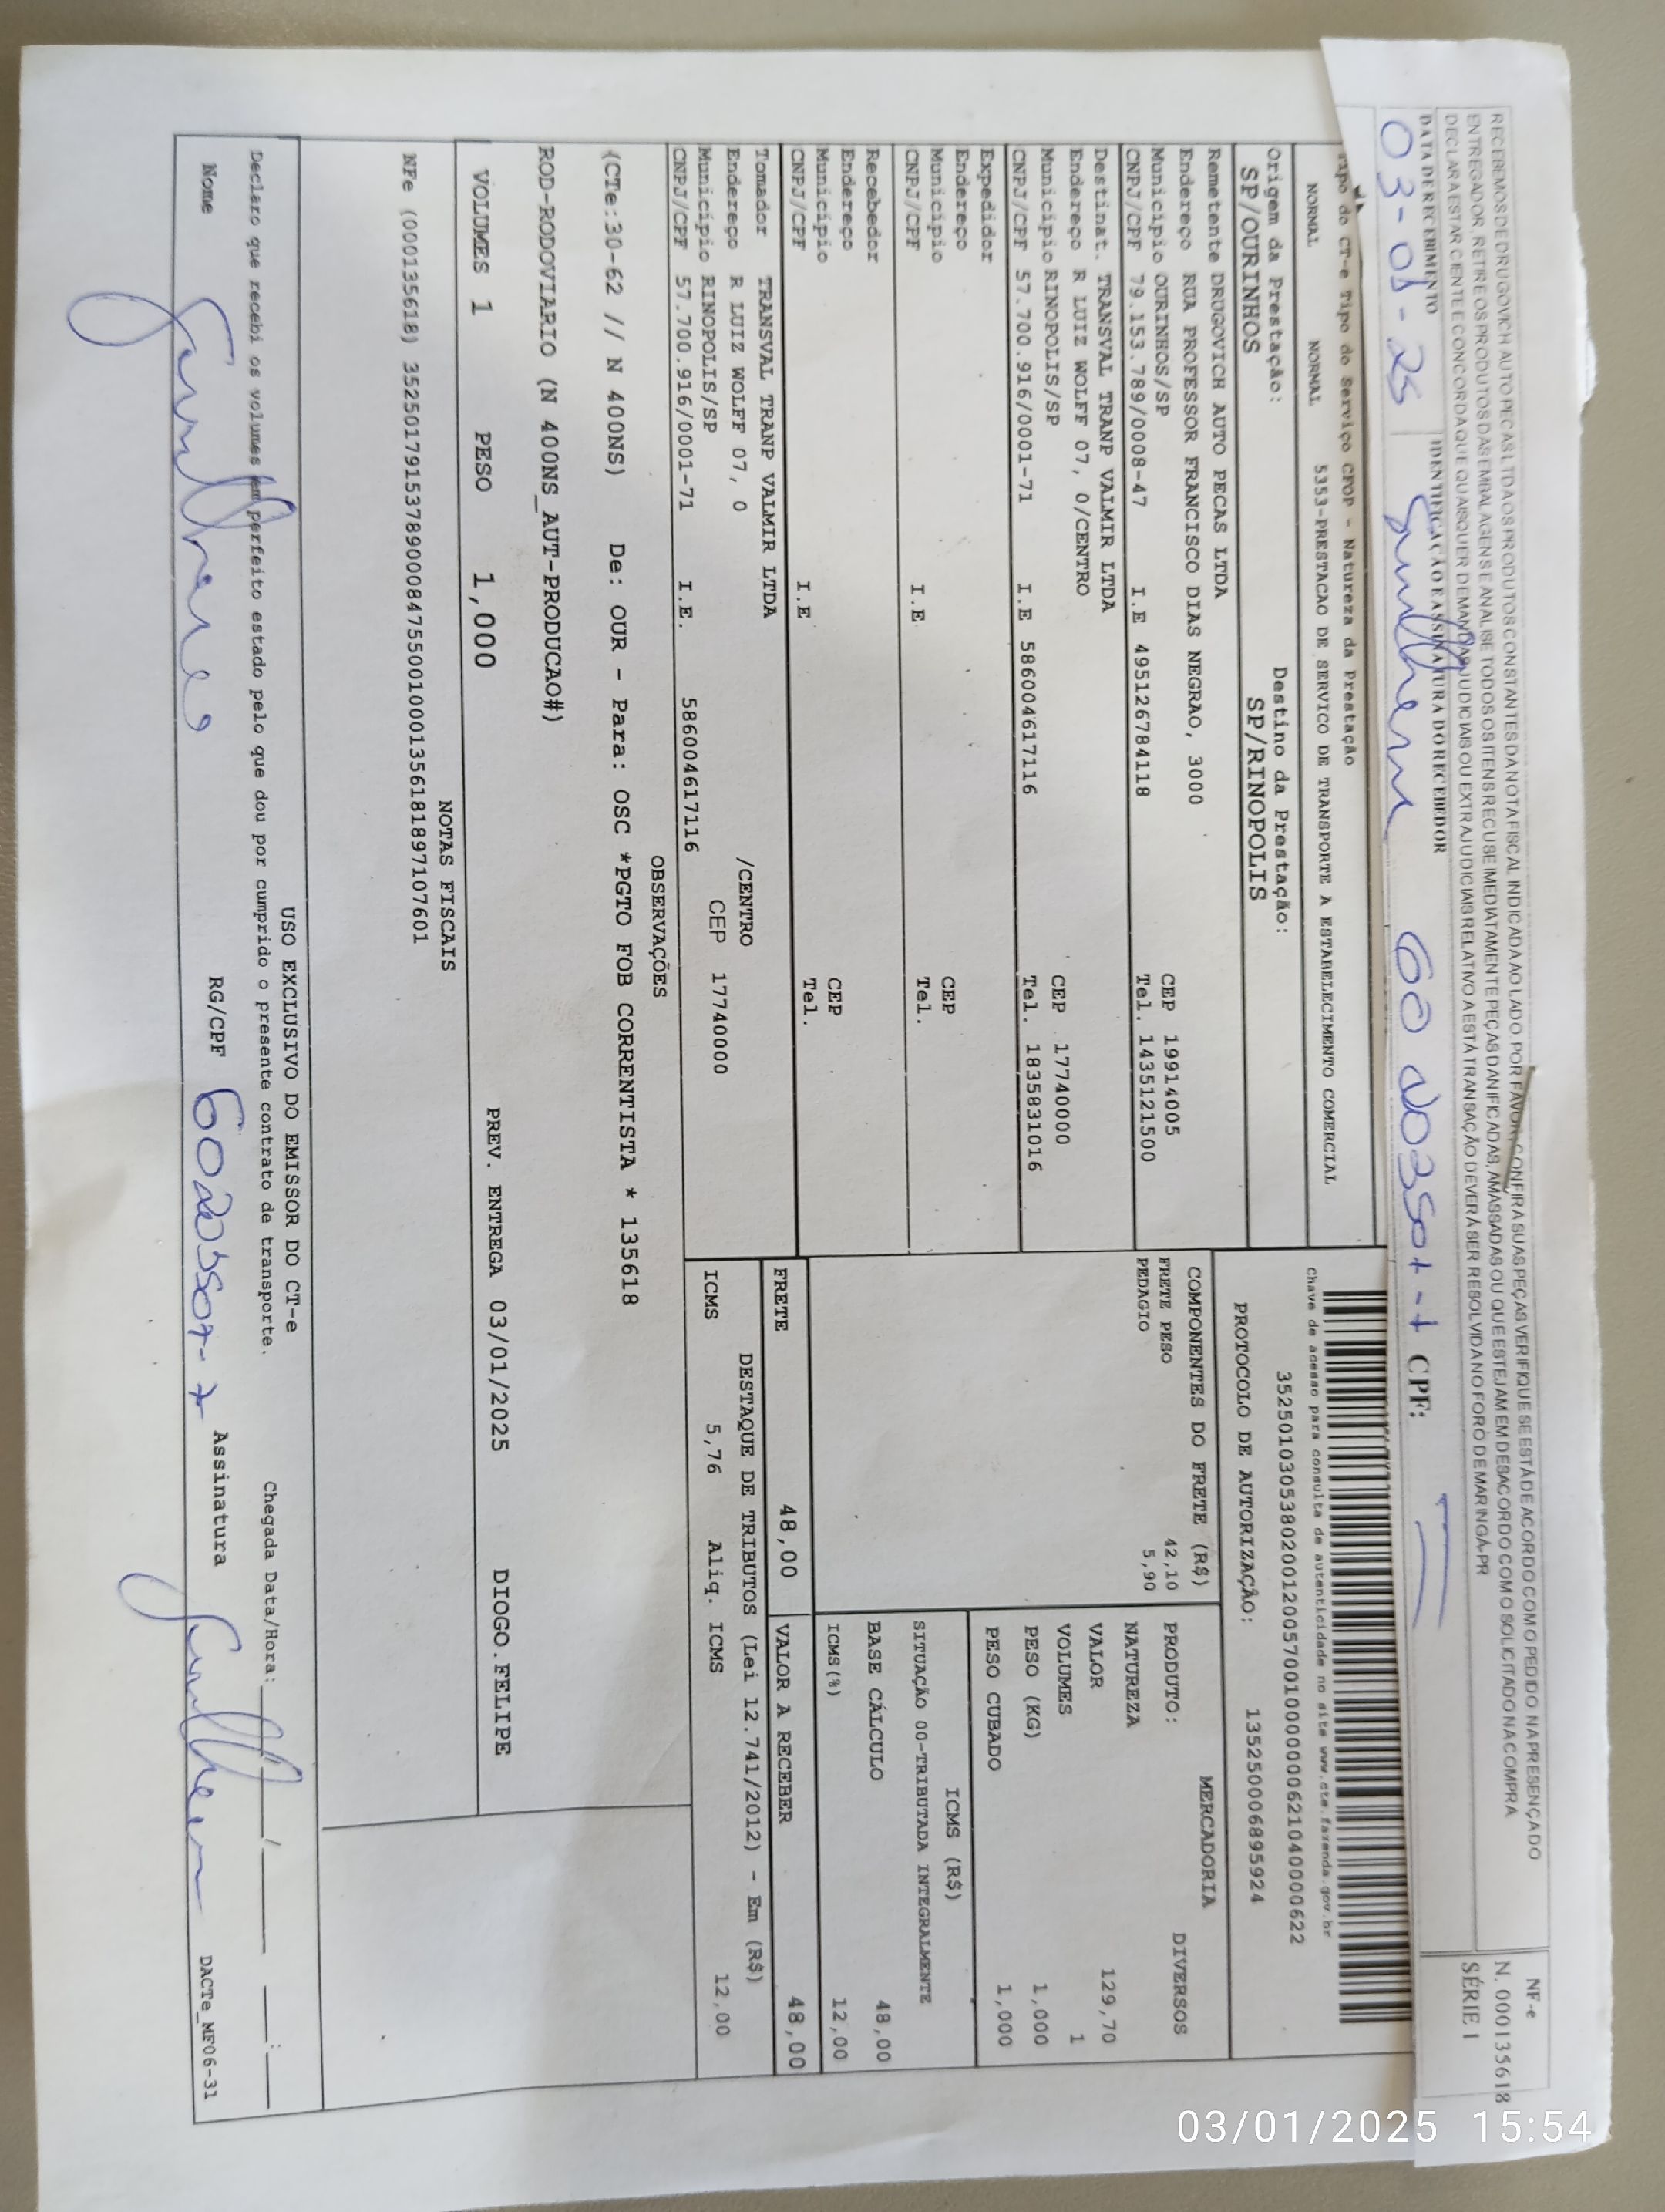 RECEBEMOS DE DRUGOVICH AUTO PEÇAS LTDA OS PRODUTOS CONSTANTES DA NOTA FISCAL INDICADA AO LADO. POR FAVOR, CONFIRA SUAS PEÇAS VERIFIQUE SE ESTÁ DE ACORDO COM O PEDIDO NA PRESENÇA DO
ENTREGADOR, RETIRE OS PRODUTOS DAS EMBALAGENS E ANALISE TODOS OS ITENS RECUSE IMEDIATAMENTE PEÇAS DANIFICADAS, AMASSADAS OU QUE ESTEJAM EM DESACORDO COM O SOLICITADO NA COMPRA
DECLARA ESTAR CIENTE E CONCORDA QUE QUAISQUER DEMANDAS JUDICIAIS OU EXTRAJUDICIAIS RELATIVO A ESTÁ TRANSAÇÃO DEVERÁ SER RESOLVIDA NO FORO DE MARINGÁ-PR
NF-e
N. 000135618
SÉRIE 1
DATA DE RECEBIMENTO
IDENTIFICAÇÃO E ASSINATURA DO RECEBEDOR
CPF:
03-01-25
Tipo do CT-e Tipo do Serviço CFOP - Natureza da Prestação
NORMAL NORMAL 5353-PRESTACAO DE SERVICO DE TRANSPORTE A ESTABELECIMENTO COMERCIAL
Chave de acesso para consulta de autenticidade no site www.cte.fazenda.gov.br
35250103053802001200570010000000621040000622
Origem da Prestação: Destino da Prestação:
SP/OURINHOS SP/RINOPOLIS
PROTOCOLO DE AUTORIZAÇÃO: 135250006895924
Remetente DRUGOVICH AUTO PECAS LTDA
Endereço RUA PROFESSOR FRANCISCO DIAS NEGRAO, 3000
Município OURINHOS/SP CEP 19914005
CNPJ/CPF 79.153.789/0008-47 I.E 495126784118 Tel. 1435121500
Destinat. TRANSVAL TRANP VALMIR LTDA
Endereço R LUIZ WOLFF 07, 0/CENTRO
Município RINOPOLIS/SP CEP 17740000
CNPJ/CPF 57.700.916/0001-71 I.E 586004617116 Tel. 1835831016
Expedidor
Endereço
Município CEP
CNPJ/CPF I.E Tel.
Recebedor
Endereço
Município CEP
CNPJ/CPF I.E Tel.
Tomador TRANSVAL TRANP VALMIR LTDA
Endereço R LUIZ WOLFF 07, 0 /CENTRO
Município RINOPOLIS/SP CEP 17740000
CNPJ/CPF 57.700.916/0001-71 I.E. 586004617116
COMPONENTES DO FRETE (R$)
FRETE PESO 42,10
PEDAGIO 5,90
MERCADORIA
PRODUTO: DIVERSOS
NATUREZA
VALOR 129,70
VOLUMES 1
PESO (KG) 1,000
PESO CUBADO 1,000
ICMS (R$)
SITUAÇÃO 00-TRIBUTADA INTEGRALMENTE
BASE CÁLCULO 48,00
ICMS(%) 12,00
FRETE 48,00 VALOR A RECEBER 48,00
DESTAQUE DE TRIBUTOS (Lei 12.741/2012) - Em (R$)
ICMS 5,76 Aliq. ICMS 12,00
OBSERVAÇÕES
(CTe:30-62 // N 400NS) De: OUR - Para: OSC *PGTO FOB CORRENTISTA * 135618
ROD-RODOVIARIO (N 400NS_AUT-PRODUCAO#)
VOLUMES 1 PESO 1,000 PREV. ENTREGA 03/01/2025 DIOGO.FELIPE
NOTAS FISCAIS
NFe (000135618) 35250179153789000847550010001356181897107601
USO EXCLUSIVO DO EMISSOR DO CT-e
Declaro que recebi os volumes em perfeito estado pelo que dou por cumprido o presente contrato de transporte. Chegada Data/Hora: ___/___ __:__
Nome RG/CPF Assinatura
DACTe_MF06-31
03/01/2025 15:54